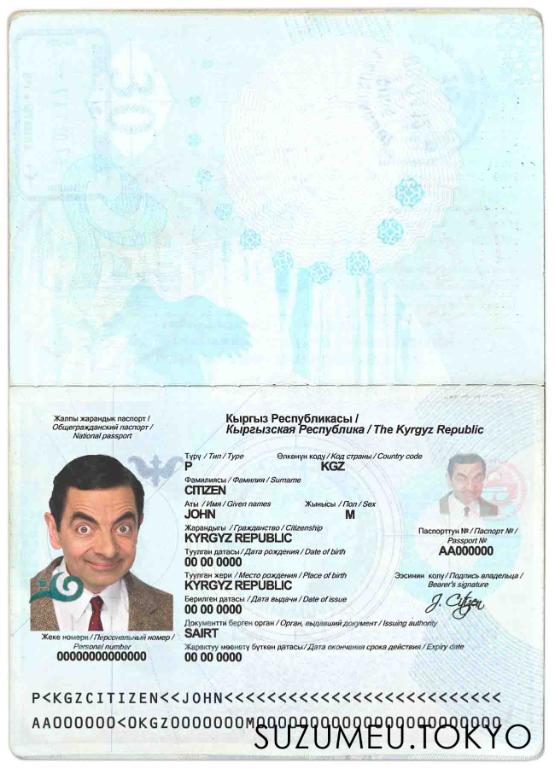 Жалпы жарандык паспорт /
Общегражданский паспорт /
National passport
Кыргыз Республикасы /
Кыргызская Республика / The Kyrgyz Republic
Түрү / Тип / Type
P
Өлкөнүн коду / Код страны / Country code
KGZ
Фамилиясы / Фамилия / Surname
CITIZEN
Аты / Имя / Given names
JOHN
Жынысы / Пол / Sex
M
Жарандыгы / Гражданство / Citizenship
KYRGYZ REPUBLIC
Туулган датасы / Дата рождения / Date of birth
00 00 0000
Туулган жери / Место рождения / Place of birth
KYRGYZ REPUBLIC
Берилген датасы / Дата выдачи / Date of issue
00 00 0000
Документти берген орган / Орган, выдавший документ / Issuing authority
SAIRT
Жарактуу мөөнөтү бүткөн датасы / Дата окончания срока действия / Expiry date
00 00 0000
Паспорттун № / Паспорт № /
Passport №
AA000000
Ээсинин колу / Подпись владельца /
Bearer's signature
J. Citizen
Жеке номери / Персональный номер /
Personal number
00000000000000
P<KGZCITIZEN<<JOHN<<<<<<<<<<<<<<<<<<<<<<<<<<
AA000000<0KGZ0000000M00000000000000000000000
SUZUMEU.TOKYO